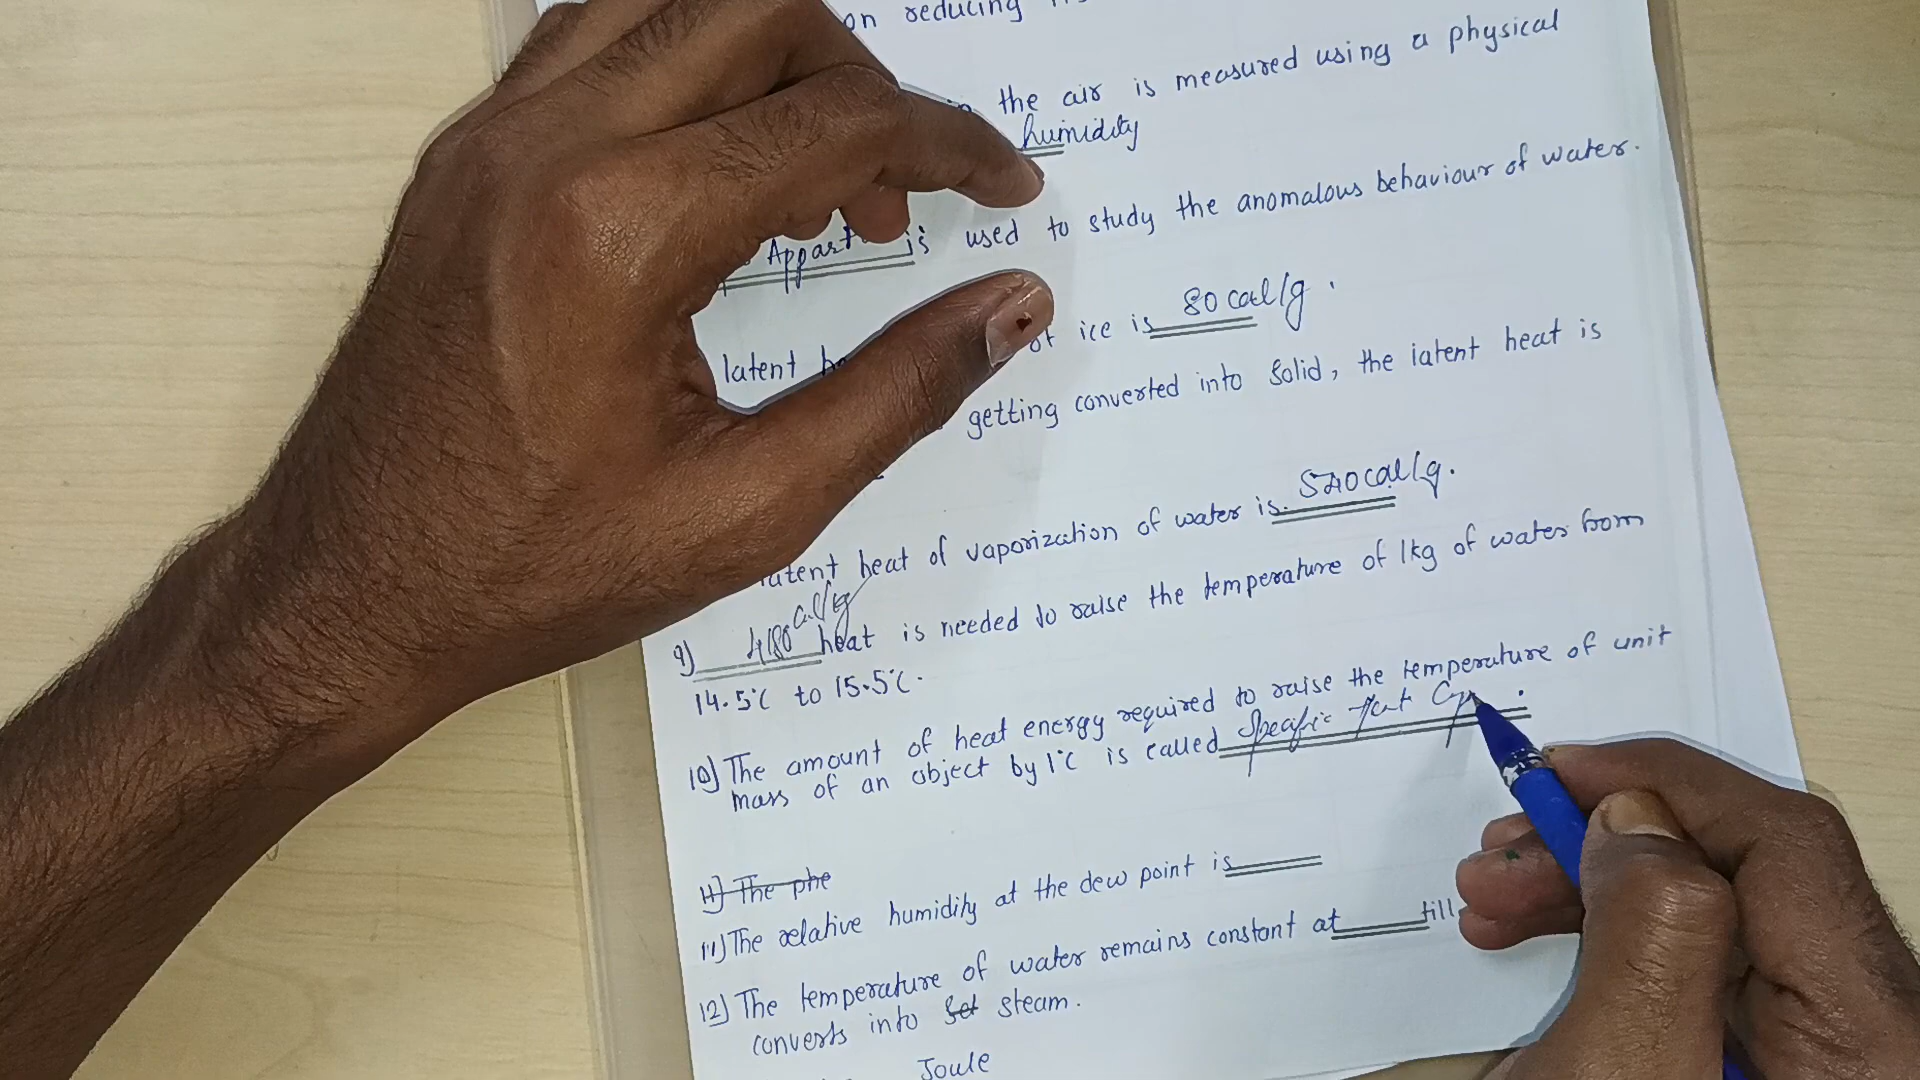 on reducing
the air is measured using a physical
humidity
is used to study the anomalous behaviour of water.
latent of ice is 80 cal/g.
getting converted into solid, the latent heat is
latent heat of vaporization of water is 540 cal/g.
9) 4180 cal/kg heat is needed to raise the temperature of 1kg of water from
14.5°C to 15.5°C.
10) The amount of heat energy required to raise the temperature of unit
mass of an object by 1°C is called Specific Heat
11) The phe
11) The relative humidity at the dew point is
12) The temperature of water remains constant at till
converts into steam.
Joule